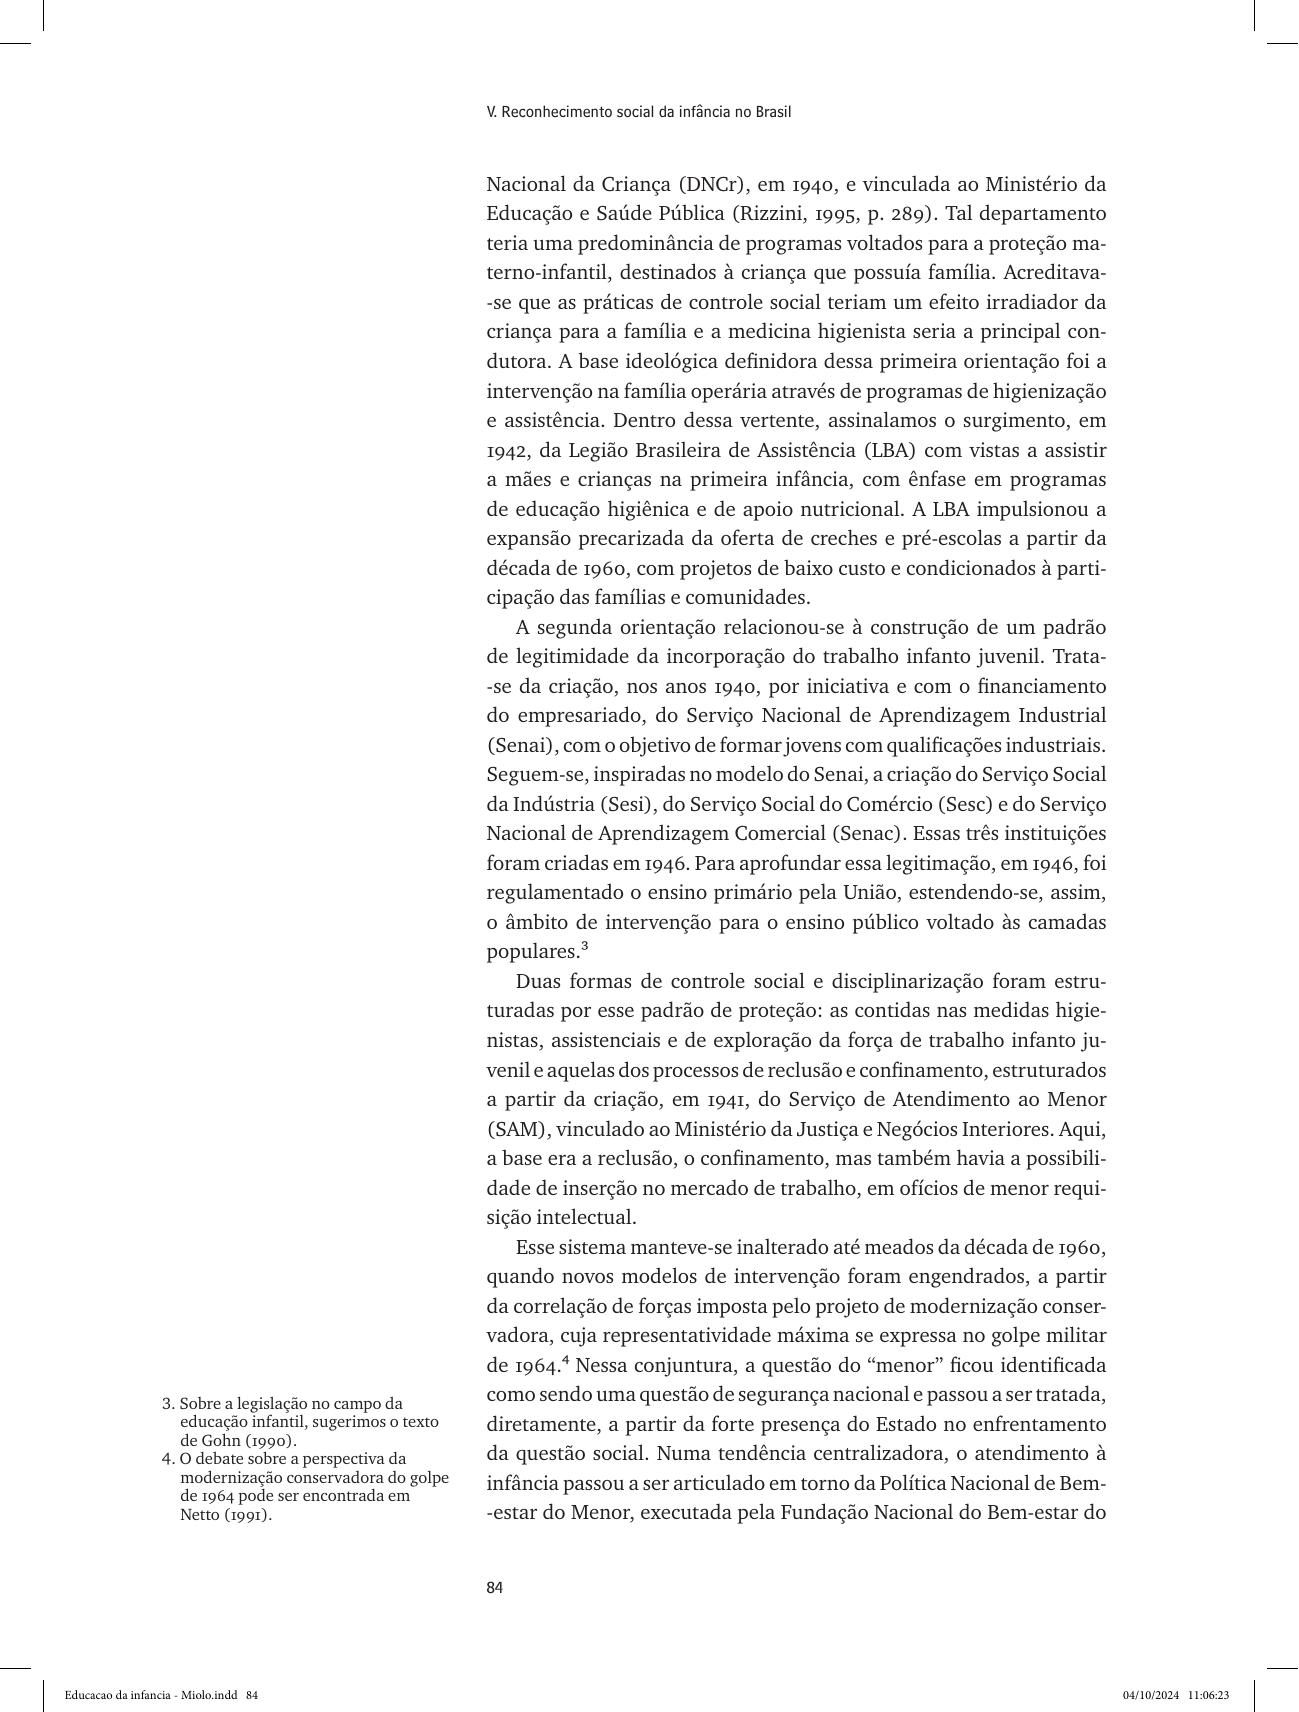 V. Reconhecimento social da infância no Brasil
Nacional da Criança (DNCr), em 1940, e vinculada ao Ministério da
Educação e Saúde Pública (Rizzini, 1995, p. 289). Tal departamento
teria uma predominância de programas voltados para a proteção ma-
terno-infantil, destinados à criança que possuía família. Acreditava-
-se que as práticas de controle social teriam um efeito irradiador da
criança para a família e a medicina higienista seria a principal con-
dutora. A base ideológica definidora dessa primeira orientação foi a
intervenção na família operária através de programas de higienização
e assistência. Dentro dessa vertente, assinalamos o surgimento, em
1942, da Legião Brasileira de Assistência (LBA) com vistas a assistir
a mães e crianças na primeira infância, com ênfase em programas
de educação higiênica e de apoio nutricional. A LBA impulsionou a
expansão precarizada da oferta de creches e pré-escolas a partir da
década de 1960, com projetos de baixo custo e condicionados à parti-
cipação das famílias e comunidades.
A segunda orientação relacionou-se à construção de um padrão
de legitimidade da incorporação do trabalho infanto juvenil. Trata-
-se da criação, nos anos 1940, por iniciativa e com o financiamento
do empresariado, do Serviço Nacional de Aprendizagem Industrial
(Senai), com o objetivo de formar jovens com qualificações industriais.
Seguem-se, inspiradas no modelo do Senai, a criação do Serviço Social
da Indústria (Sesi), do Serviço Social do Comércio (Sesc) e do Serviço
Nacional de Aprendizagem Comercial (Senac). Essas três instituições
foram criadas em 1946. Para aprofundar essa legitimação, em 1946, foi
regulamentado o ensino primário pela União, estendendo-se, assim,
o âmbito de intervenção para o ensino público voltado às camadas
populares.³
Duas formas de controle social e disciplinarização foram estru-
turadas por esse padrão de proteção: as contidas nas medidas higie-
nistas, assistenciais e de exploração da força de trabalho infanto ju-
venil e aquelas dos processos de reclusão e confinamento, estruturados
a partir da criação, em 1941, do Serviço de Atendimento ao Menor
(SAM), vinculado ao Ministério da Justiça e Negócios Interiores. Aqui,
a base era a reclusão, o confinamento, mas também havia a possibili-
dade de inserção no mercado de trabalho, em ofícios de menor requi-
sição intelectual.
Esse sistema manteve-se inalterado até meados da década de 1960,
quando novos modelos de intervenção foram engendrados, a partir
da correlação de forças imposta pelo projeto de modernização conser-
vadora, cuja representatividade máxima se expressa no golpe militar
de 1964.⁴ Nessa conjuntura, a questão do “menor” ficou identificada
como sendo uma questão de segurança nacional e passou a ser tratada,
diretamente, a partir da forte presença do Estado no enfrentamento
da questão social. Numa tendência centralizadora, o atendimento à
infância passou a ser articulado em torno da Política Nacional de Bem-
-estar do Menor, executada pela Fundação Nacional do Bem-estar do
3. Sobre a legislação no campo da
educação infantil, sugerimos o texto
de Gohn (1990).
4. O debate sobre a perspectiva da
modernização conservadora do golpe
de 1964 pode ser encontrada em
Netto (1991).
84
Educacao da infancia - Miolo.indd 84
04/10/2024 11:06:23